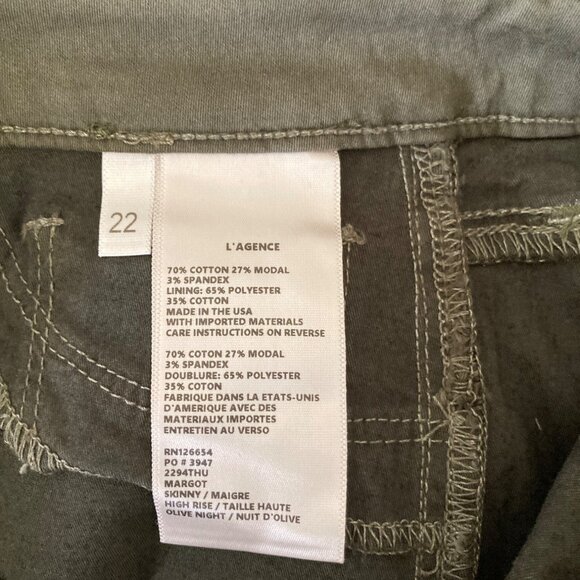 22
L'AGENCE
70% COTTON 27% MODAL
3% SPANDEX
LINING: 65% POLYESTER
35% COTTON
MADE IN THE USA
WITH IMPORTED MATERIALS
CARE INSTRUCTIONS ON REVERSE
70% COTON 27% MODAL
3% SPANDEX
DOUBLURE: 65% POLYESTER
35% COTON
FABRIQUE DANS LA ETATS-UNIS
D'AMERIQUE AVEC DES
MATERIAUX IMPORTES
ENTRETIEN AU VERSO
RN126654
PO # 3947
2294THU
MARGOT
SKINNY / MAIGRE
HIGH RISE / TAILLE HAUTE
OLIVE NIGHT / NUIT D'OLIVE